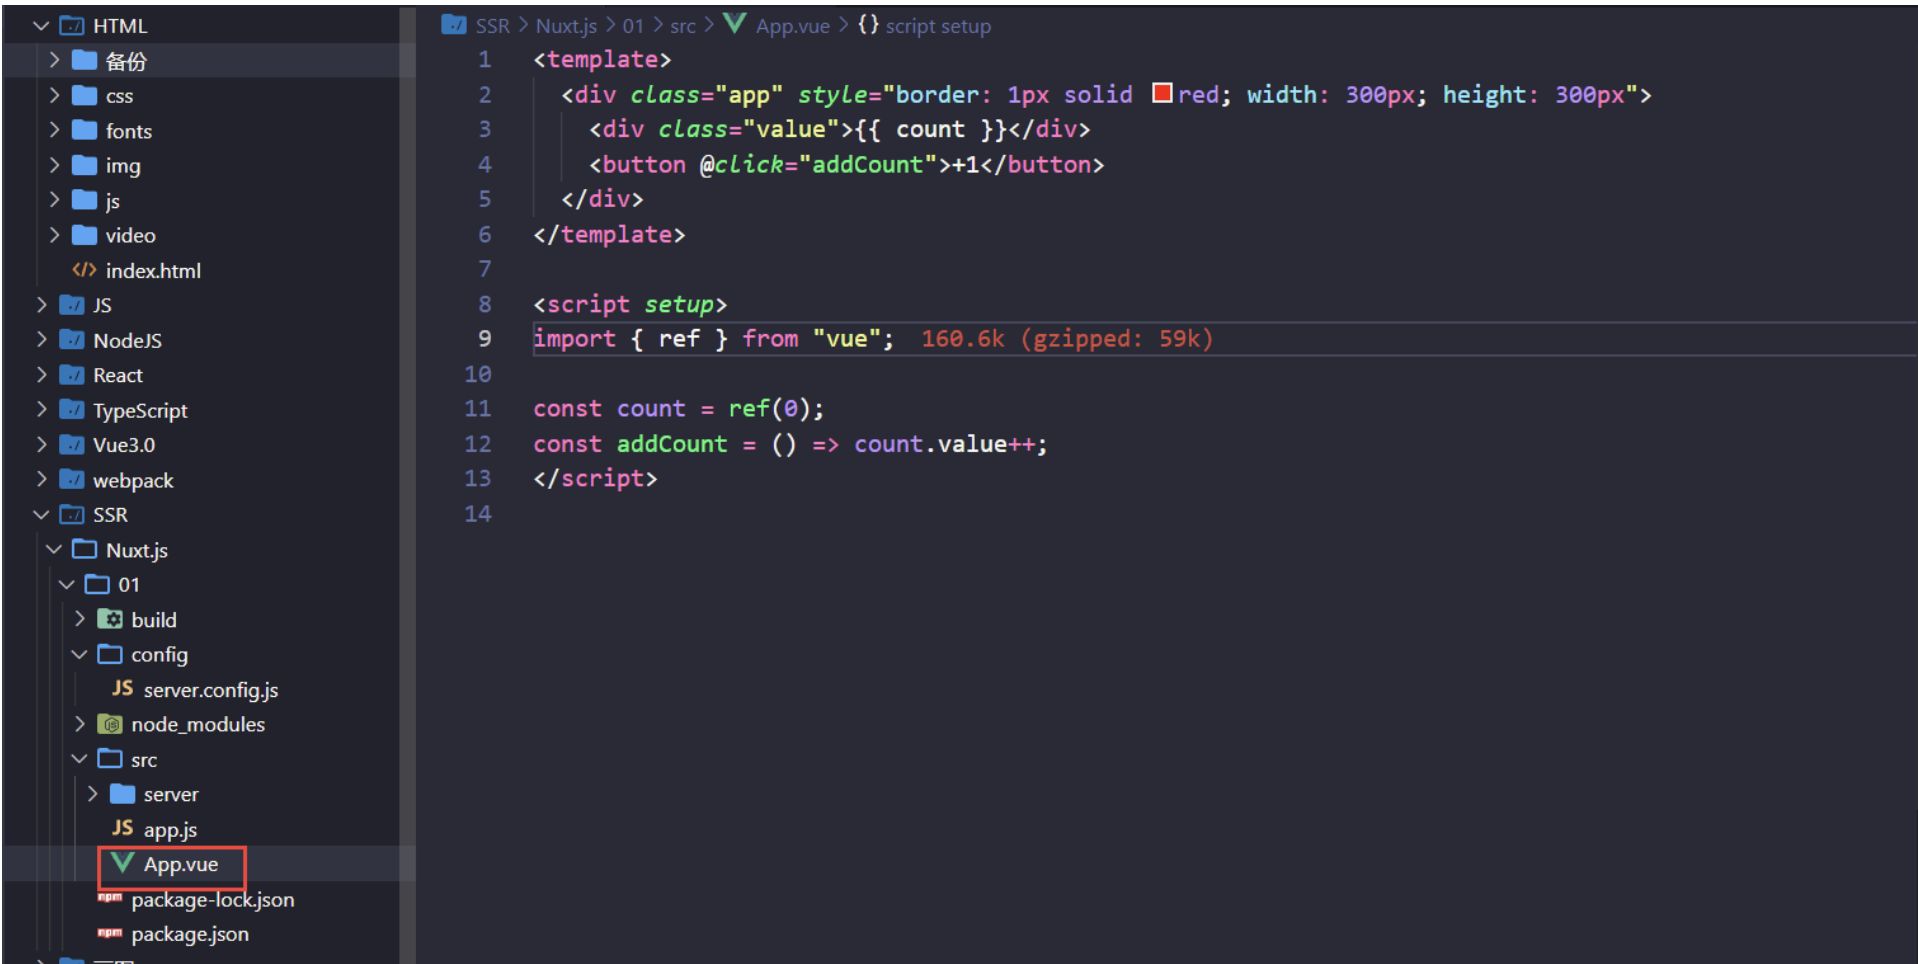 HTML
备份
css
fonts
img
js
video
index.html
JS
NodeJS
React
TypeScript
Vue3.0
webpack
SSR
Nuxt.js
01
build
config
JS server.config.js
node_modules
src
server
JS app.js
App.vue
npm package-lock.json
npm package.json
SSR > Nuxt.js > 01 > src > App.vue > {} script setup
1 <template>
2 <div class="app" style="border: 1px solid red; width: 300px; height: 300px">
3 <div class="value">{{ count }}</div>
4 <button @click="addCount">+1</button>
5 </div>
6 </template>
7
8 <script setup>
9 import { ref } from "vue"; 160.6k (gzipped: 59k)
10
11 const count = ref(0);
12 const addCount = () => count.value++;
13 </script>
14